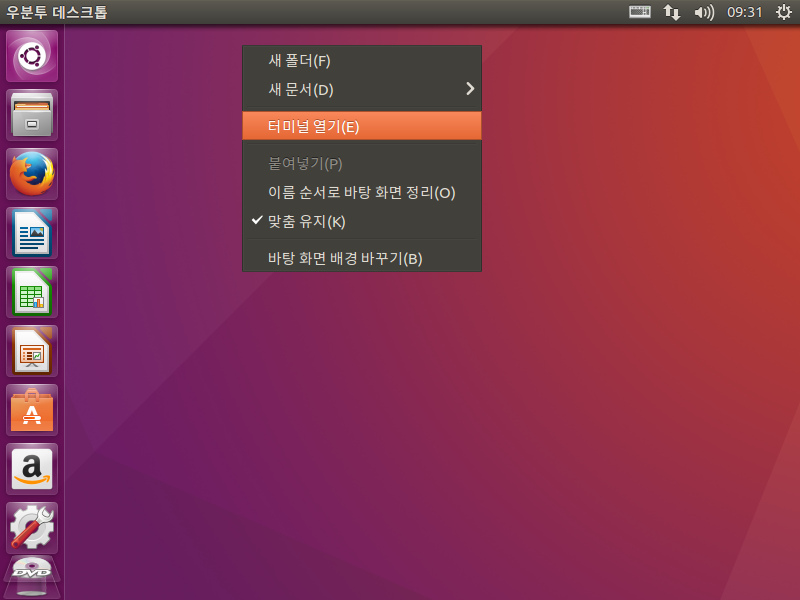 우분투 데스크톱
09:31
새 폴더(F)
새 문서(D)
터미널 열기(E)
붙여넣기(P)
이름 순서로 바탕 화면 정리(O)
맞춤 유지(K)
바탕 화면 배경 바꾸기(B)
A
a
DVD